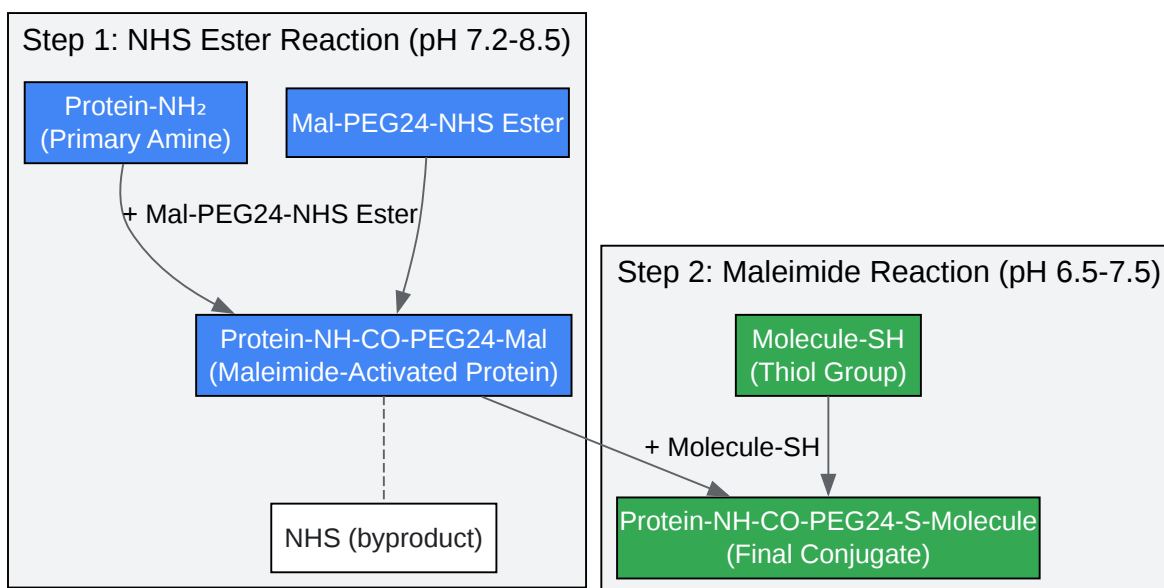 Step 1: NHS Ester Reaction (pH 7.2-8.5)
Protein-NH₂
(Primary Amine)
Mal-PEG24-NHS Ester
+ Mal-PEG24-NHS Ester
Protein-NH-CO-PEG24-Mal
(Maleimide-Activated Protein)
NHS (byproduct)
Step 2: Maleimide Reaction (pH 6.5-7.5)
Molecule-SH
(Thiol Group)
+ Molecule-SH
Protein-NH-CO-PEG24-S-Molecule
(Final Conjugate)